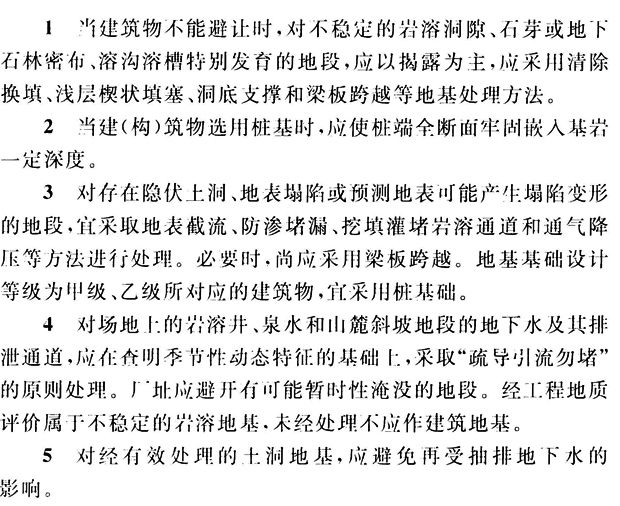 1 当建筑物不能避让时,对不稳定的岩溶洞隙、石芽或地下
石林密布、溶沟溶槽特别发育的地段,应以揭露为主,应采用清除
换填、浅层楔状填塞、洞底支撑和梁板跨越等地基处理方法。
2 当建(构)筑物选用桩基时,应使桩端全断面牢固嵌入基岩
一定深度。
3 对存在隐伏土洞、地表塌陷或预测地表可能产生塌陷变形
的地段,宜采取地表截流、防渗堵漏、挖填灌堵岩溶通道和通气降
压等方法进行处理。必要时,尚应采用梁板跨越。地基基础设计
等级为甲级、乙级所对应的建筑物,宜采用桩基础。
4 对场地上的岩溶井、泉水和山麓斜坡地段的地下水及其排
泄通道,应在查明季节性动态特征的基础上,采取“疏导引流勿堵”
的原则处理。厂址应避开有可能暂时性淹没的地段。经工程地质
评价属于不稳定的岩溶地基,未经处理不应作建筑地基。
5 对经有效处理的土洞地基,应避免再受抽排地下水的
影响。